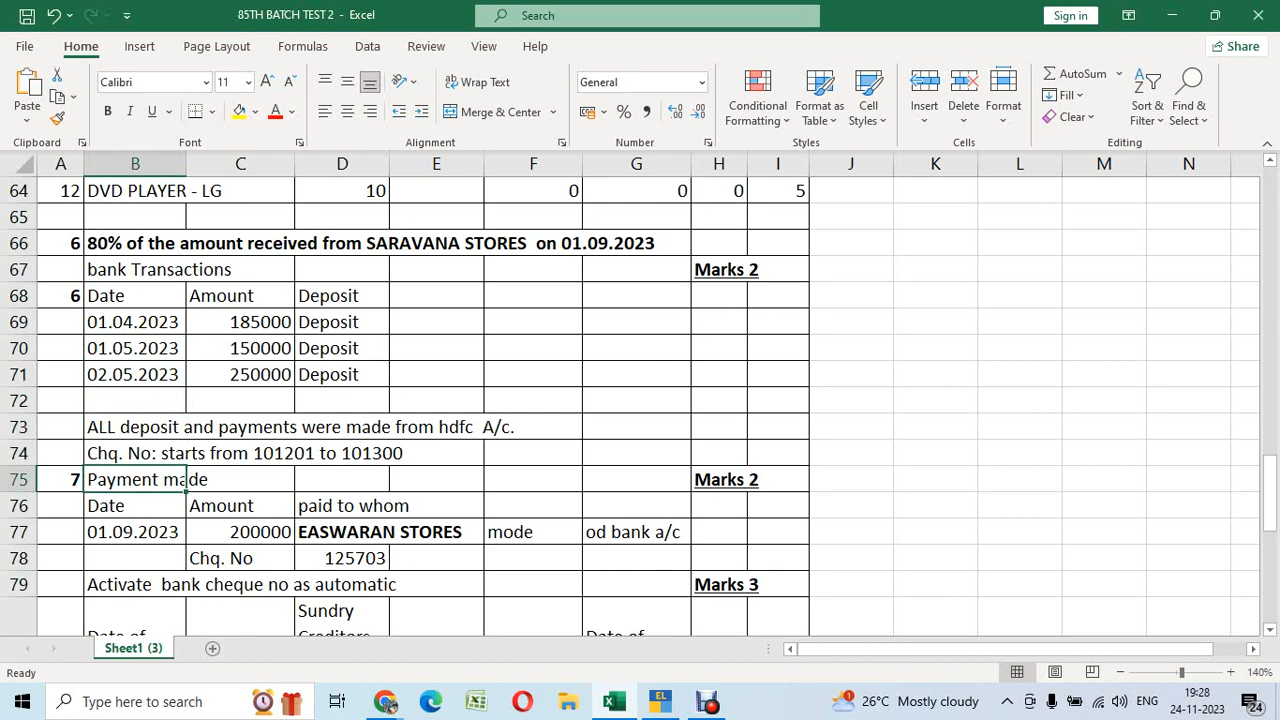 85TH BATCH TEST 2 - Excel
Search
Sign in
File Home Insert Page Layout Formulas Data Review View Help
Share
Paste
Calibri 11
Wrap Text
General
Merge & Center
Conditional Formatting
Format as Table
Cell Styles
Insert Delete Format
AutoSum
Fill
Clear
Sort & Filter
Find & Select
Clipboard Font Alignment Number Styles Cells Editing
A B C D E F G H I J K L M N
64 12 DVD PLAYER - LG 10 0 0 0 5
65
66 6 80% of the amount received from SARAVANA STORES on 01.09.2023
67 bank Transactions Marks 2
68 6 Date Amount Deposit
69 01.04.2023 185000 Deposit
70 01.05.2023 150000 Deposit
71 02.05.2023 250000 Deposit
72
73 ALL deposit and payments were made from hdfc A/c.
74 Chq. No: starts from 101201 to 101300
75 7 Payment made Marks 2
76 Date Amount paid to whom
77 01.09.2023 200000 EASWARAN STORES mode od bank a/c
78 Chq. No 125703
79 Activate bank cheque no as automatic Marks 3
Sundry
Creditors
Date of Date of
Sheet1 (3)
Ready
140%
Type here to search
26°C Mostly cloudy
ENG
19:28
24-11-2023
24